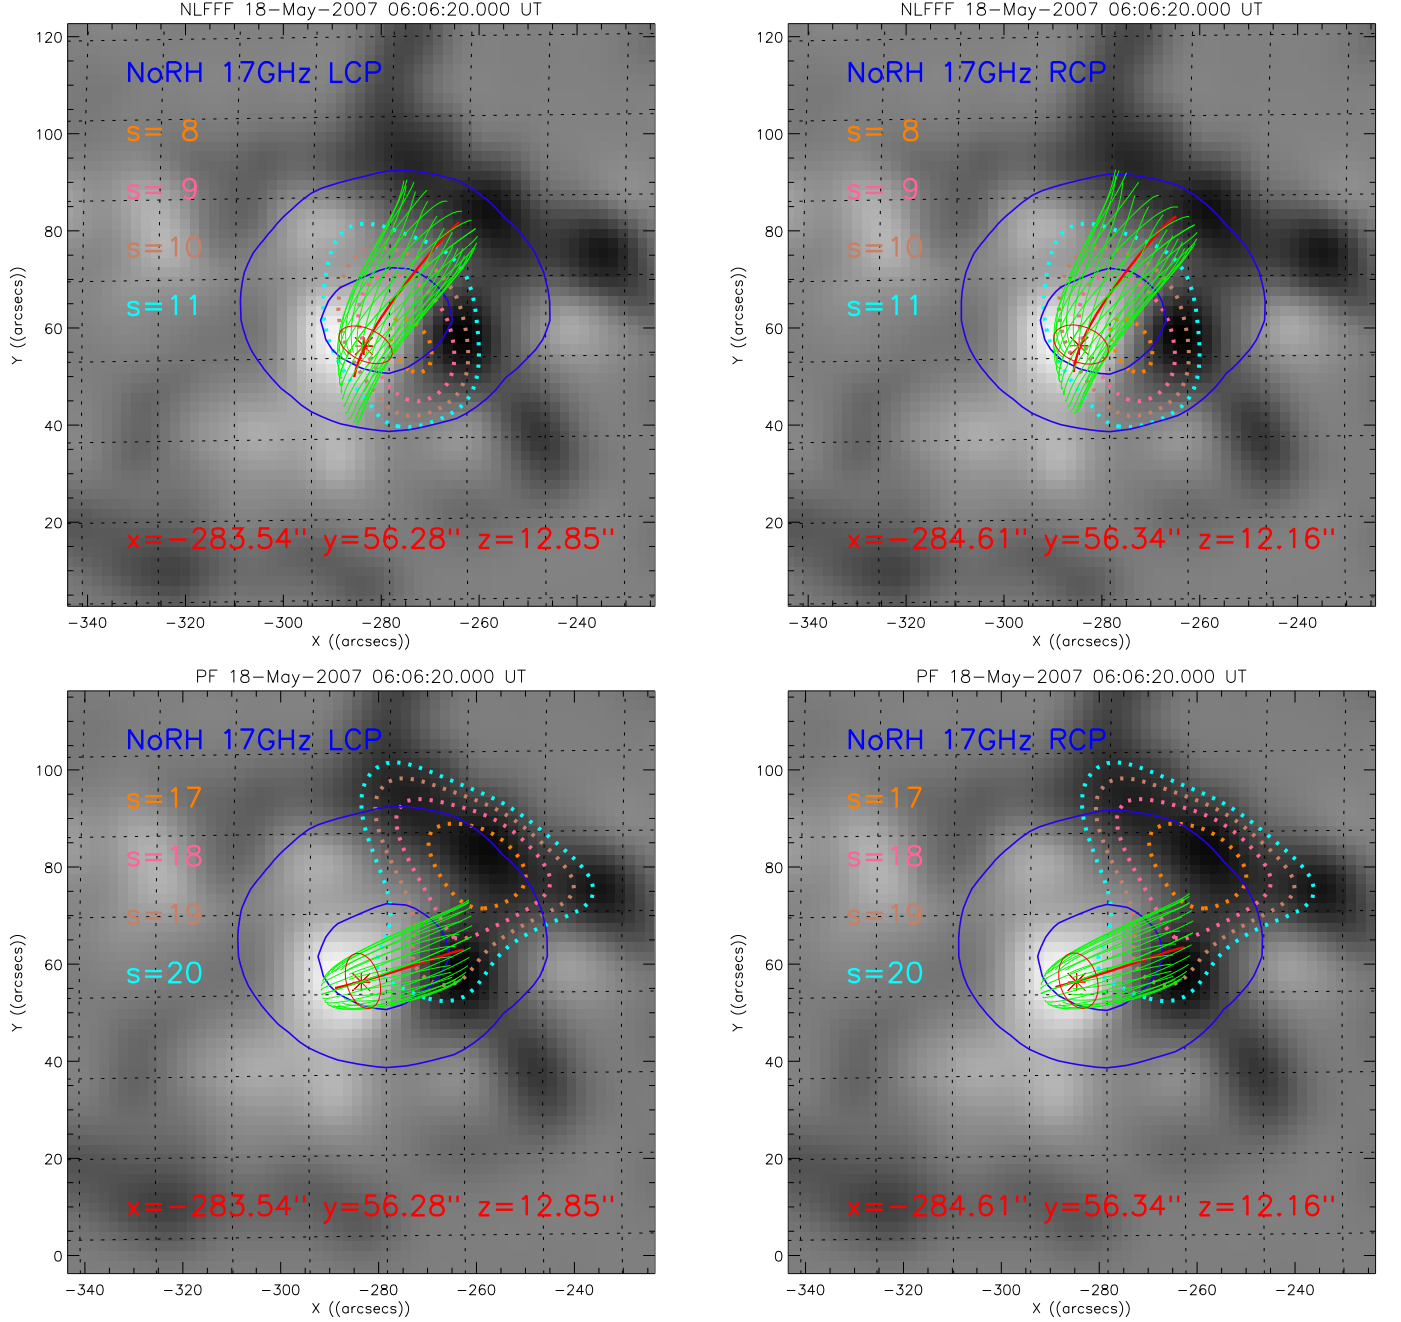 NLFFF 18-May-2007 06:06:20.000 UT
NoRH 17GHz LCP
s= 8
s= 9
s=10
s=11
x=-283.54" y=56.28" z=12.85"
120
100
80
60
40
20
Y ((arcsecs))
-340 -320 -300 -280 -260 -240
X ((arcsecs))
NLFFF 18-May-2007 06:06:20.000 UT
NoRH 17GHz RCP
s= 8
s= 9
s=10
s=11
x=-284.61" y=56.34" z=12.16"
120
100
80
60
40
20
Y ((arcsecs))
-340 -320 -300 -280 -260 -240
X ((arcsecs))
PF 18-May-2007 06:06:20.000 UT
NoRH 17GHz LCP
s=17
s=18
s=19
s=20
x=-283.54" y=56.28" z=12.85"
100
80
60
40
20
0
Y ((arcsecs))
-340 -320 -300 -280 -260 -240
X ((arcsecs))
PF 18-May-2007 06:06:20.000 UT
NoRH 17GHz RCP
s=17
s=18
s=19
s=20
x=-284.61" y=56.34" z=12.16"
100
80
60
40
20
0
Y ((arcsecs))
-340 -320 -300 -280 -260 -240
X ((arcsecs))